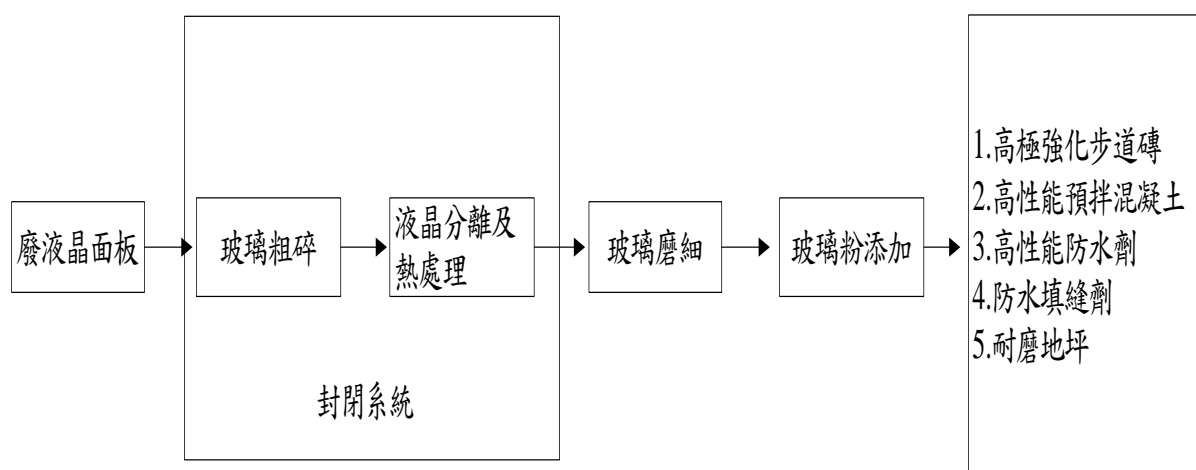 廢液晶面板
玻璃粗碎
液晶分離及
熱處理
封閉系統
玻璃磨細
玻璃粉添加
1.高極強化步道磚
2.高性能預拌混凝土
3.高性能防水劑
4.防水填縫劑
5.耐磨地坪